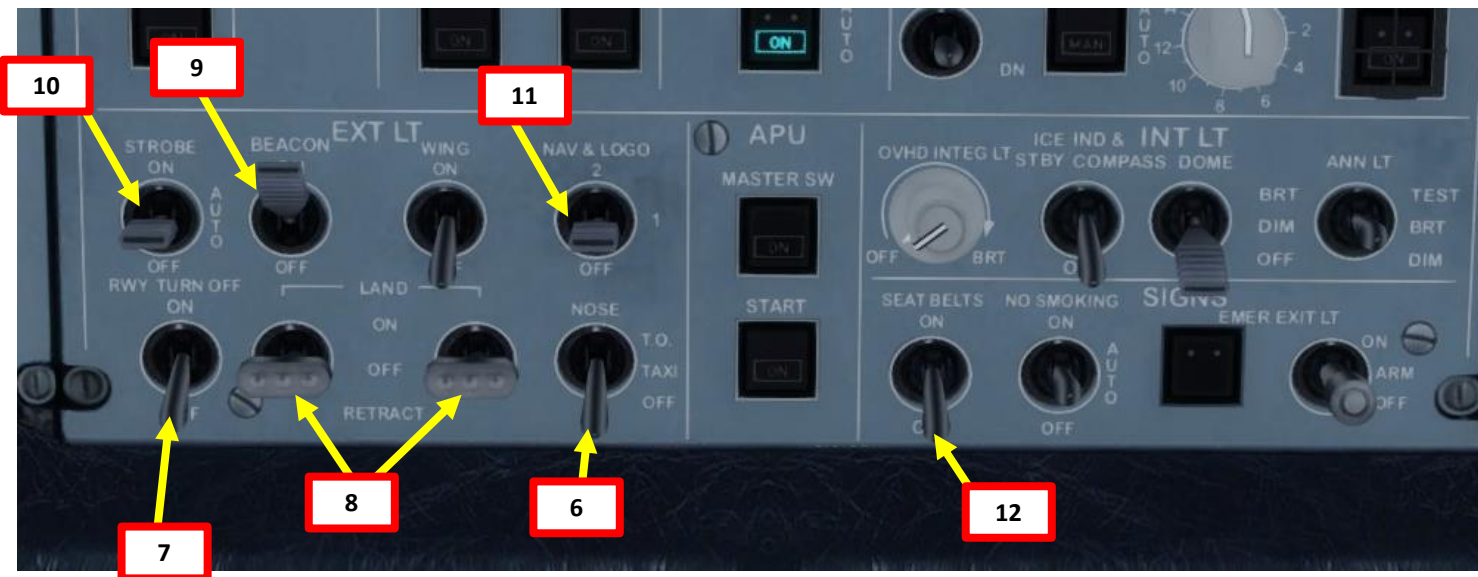 ON
ON
ON
AUTO
DN
MAN
AUTO
12
10
8
6
4
2
ON
10
9
11
EXT LT
STROBE
ON
AUTO
OFF
BEACON
OFF
WING
ON
NAV & LOGO
2
1
OFF
RWY TURN OFF
ON
LAND
ON
OFF
RETRACT
NOSE
T.O.
TAXI
OFF
APU
MASTER SW
ON
START
ON
INT LT
OVHD INTEG LT
OFF
BRT
ICE IND &
STBY COMPASS
DOME
BRT
DIM
OFF
ANN LT
TEST
BRT
DIM
SIGNS
SEAT BELTS
ON
NO SMOKING
ON
AUTO
OFF
EMER EXIT LT
ON
ARM
OFF
7
8
6
12